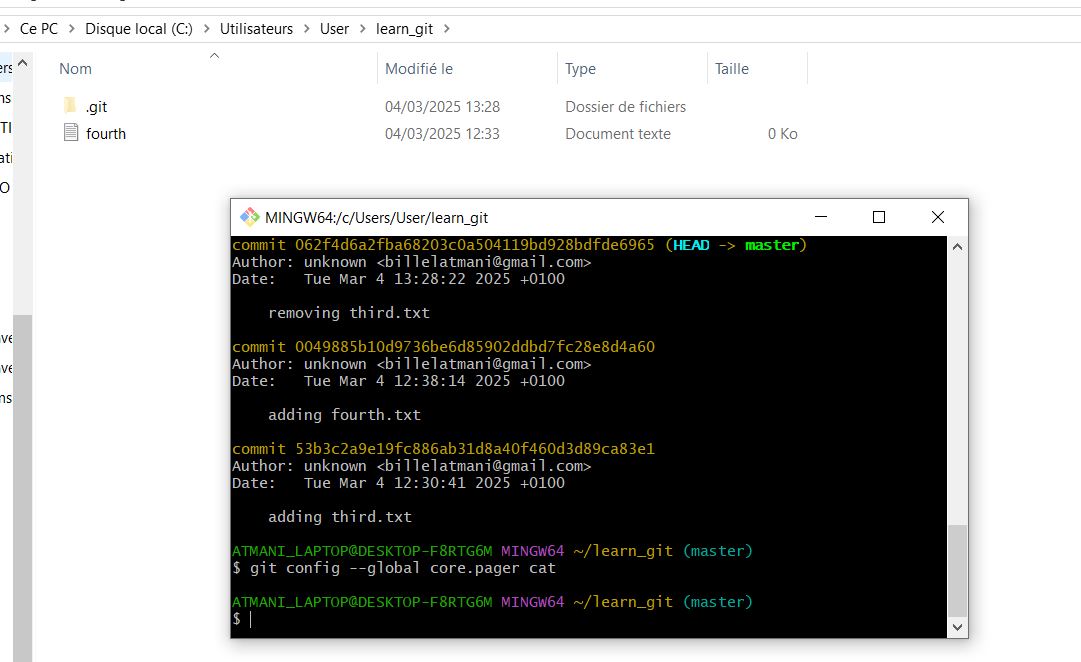 Ce PC > Disque local (C:) > Utilisateurs > User > learn_git >
Nom Modifié le Type Taille
.git 04/03/2025 13:28 Dossier de fichiers
fourth 04/03/2025 12:33 Document texte 0 Ko
MINGW64:/c/Users/User/learn_git
commit 062f4d6a2fba68203c0a504119bd928bdfde6965 (HEAD -> master)
Author: unknown <billelatmani@gmail.com>
Date:   Tue Mar 4 13:28:22 2025 +0100
removing third.txt
commit 0049885b10d9736be6d85902ddbd7fc28e8d4a60
Author: unknown <billelatmani@gmail.com>
Date:   Tue Mar 4 12:38:14 2025 +0100
adding fourth.txt
commit 53b3c2a9e19fc886ab31d8a40f460d3d89ca83e1
Author: unknown <billelatmani@gmail.com>
Date:   Tue Mar 4 12:30:41 2025 +0100
adding third.txt
ATMANI_LAPTOP@DESKTOP-F8RTG6M MINGW64 ~/learn_git (master)
$ git config --global core.pager cat
ATMANI_LAPTOP@DESKTOP-F8RTG6M MINGW64 ~/learn_git (master)
$